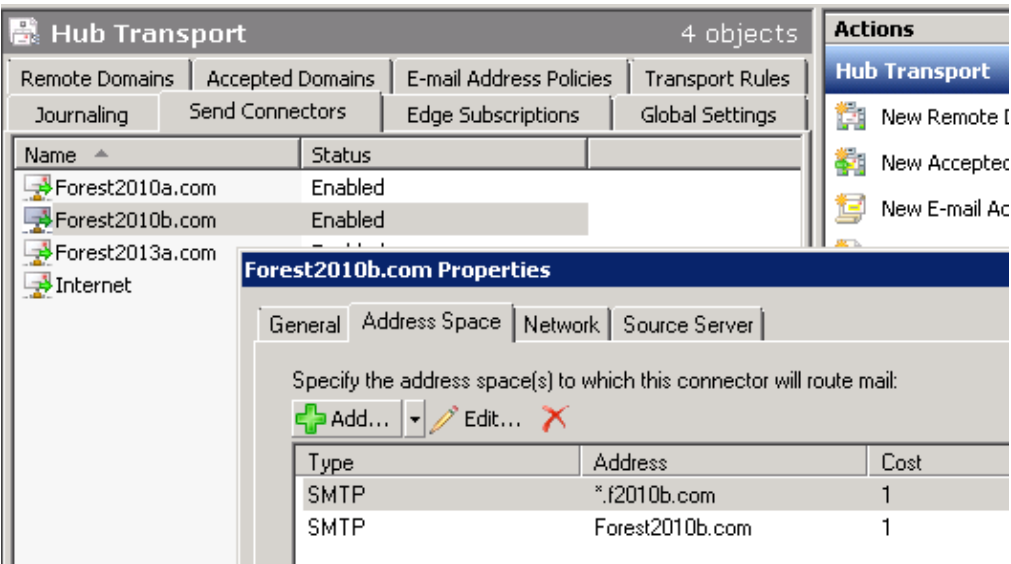 Hub Transport 4 objects
Remote Domains Accepted Domains E-mail Address Policies Transport Rules
Journaling Send Connectors Edge Subscriptions Global Settings
Name Status
Forest2010a.com Enabled
Forest2010b.com Enabled
Forest2013a.com
Internet
Actions
Hub Transport
New Remote
New Accepted
New E-mail
Forest2010b.com Properties
General Address Space Network Source Server
Specify the address space(s) to which this connector will route mail:
Add... Edit...
Type Address Cost
SMTP *.f2010b.com 1
SMTP Forest2010b.com 1